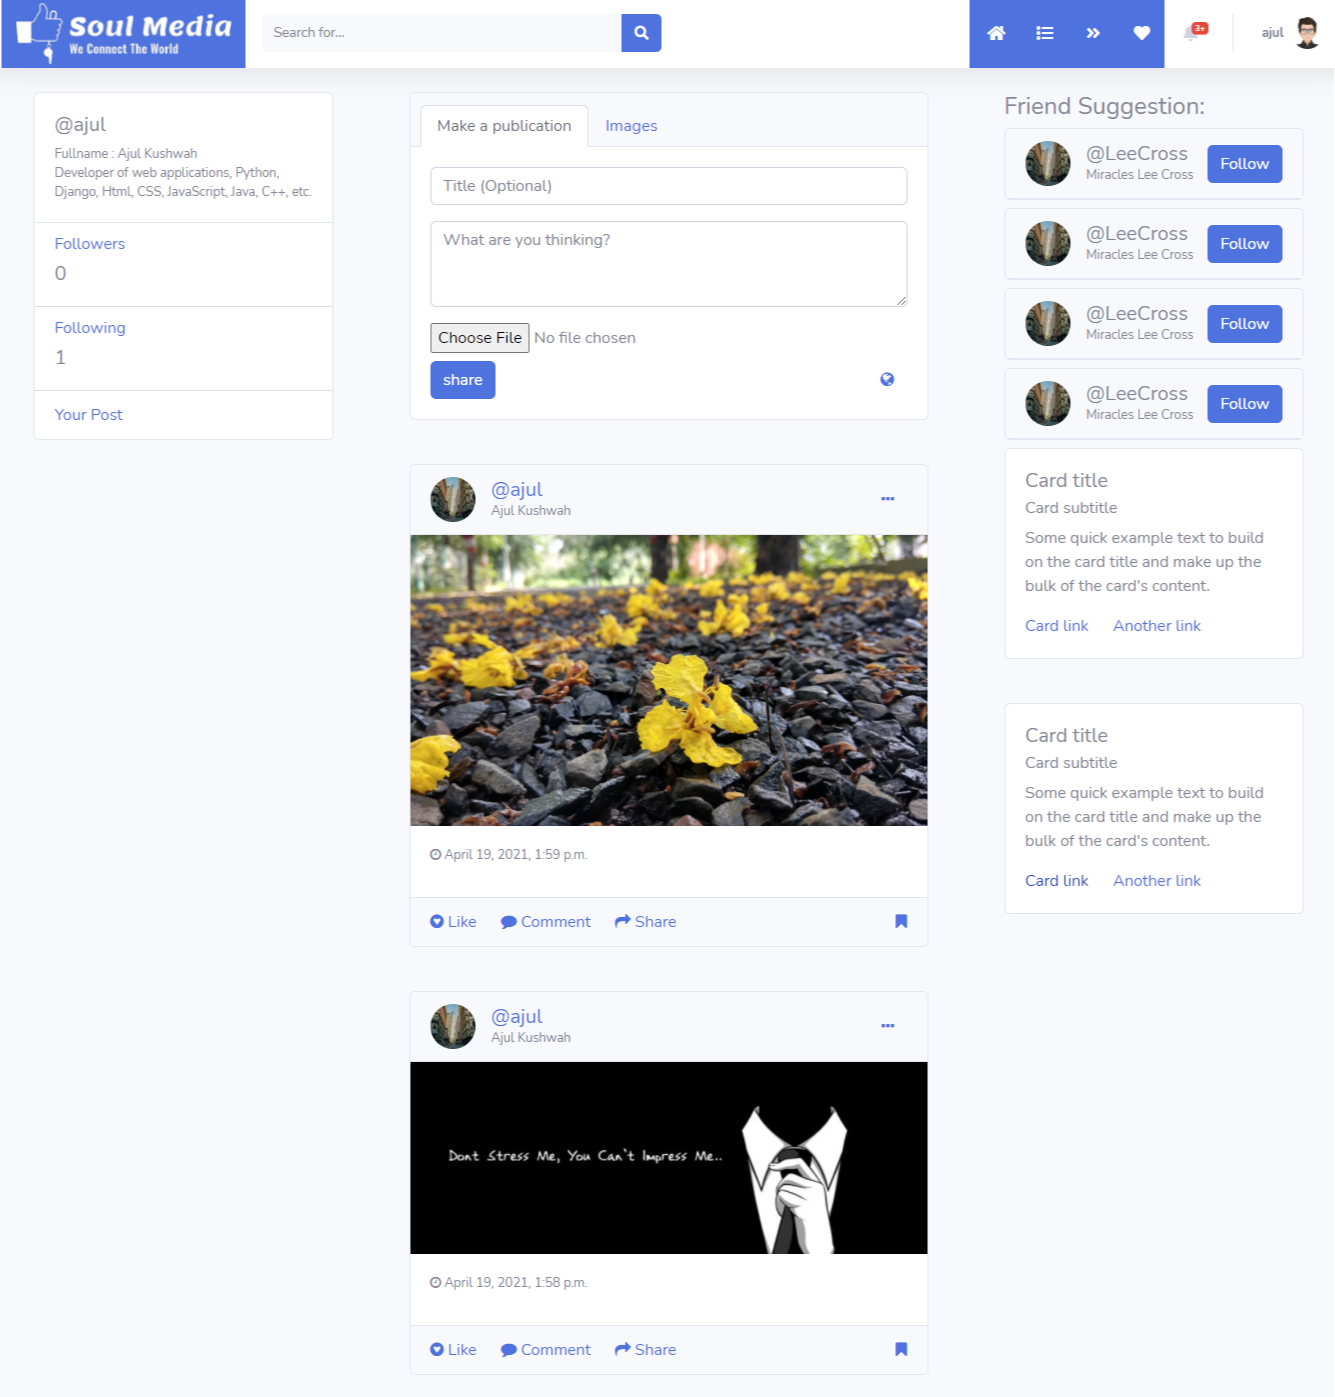 Soul Media
We Connect The World
Search for...
3+
ajul
@ajul
Fullname : Ajul Kushwah
Developer of web applications, Python,
Django, Html, CSS, JavaScript, Java, C++, etc.
Followers
0
Following
1
Your Post
Make a publication
Images
Title (Optional)
What are you thinking?
Choose File No file chosen
share
@ajul
Ajul Kushwah
April 19, 2021, 1:59 p.m.
Like Comment Share
@ajul
Ajul Kushwah
Dont Stress Me, You Can't Impress Me..
April 19, 2021, 1:58 p.m.
Like Comment Share
Friend Suggestion:
@LeeCross
Miracles Lee Cross
Follow
@LeeCross
Miracles Lee Cross
Follow
@LeeCross
Miracles Lee Cross
Follow
@LeeCross
Miracles Lee Cross
Follow
Card title
Card subtitle
Some quick example text to build
on the card title and make up the
bulk of the card's content.
Card link Another link
Card title
Card subtitle
Some quick example text to build
on the card title and make up the
bulk of the card's content.
Card link Another link